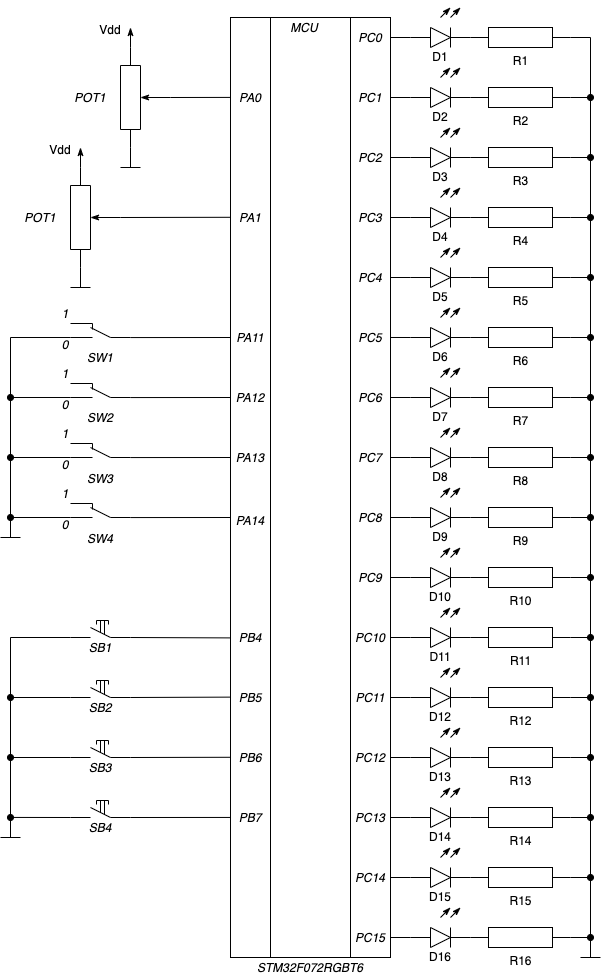 MCU
Vdd
POT1
PA0
Vdd
POT1
PA1
1
0
SW1
PA11
1
0
SW2
PA12
1
0
SW3
PA13
1
0
SW4
PA14
SB1
PB4
SB2
PB5
SB3
PB6
SB4
PB7
PC0
D1
R1
PC1
D2
R2
PC2
D3
R3
PC3
D4
R4
PC4
D5
R5
PC5
D6
R6
PC6
D7
R7
PC7
D8
R8
PC8
D9
R9
PC9
D10
R10
PC10
D11
R11
PC11
D12
R12
PC12
D13
R13
PC13
D14
R14
PC14
D15
R15
PC15
D16
R16
STM32F072RGBT6